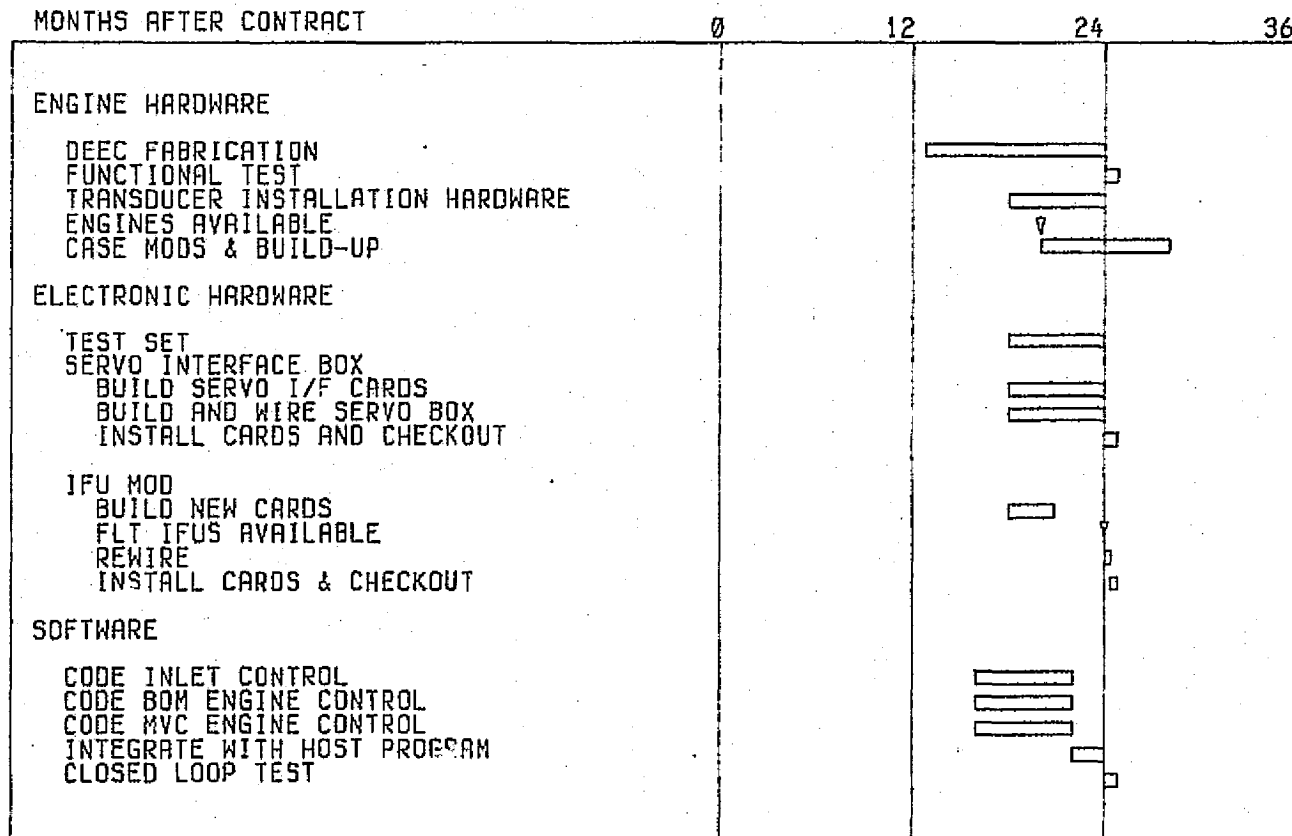 MONTHS AFTER CONTRACT 0 12 24 36
ENGINE HARDWARE
DEEC FABRICATION
FUNCTIONAL TEST
TRANSDUCER INSTALLATION HARDWARE
ENGINES AVAILABLE
CASE MODS & BUILD-UP
ELECTRONIC HARDWARE
TEST SET
SERVO INTERFACE BOX
BUILD SERVO I/F CARDS
BUILD AND WIRE SERVO BOX
INSTALL CARDS AND CHECKOUT
IFU MOD
BUILD NEW CARDS
FLT IFUS AVAILABLE
REWIRE
INSTALL CARDS & CHECKOUT
SOFTWARE
CODE INLET CONTROL
CODE BOM ENGINE CONTROL
CODE MVC ENGINE CONTROL
INTEGRATE WITH HOST PROGRAM
CLOSED LOOP TEST